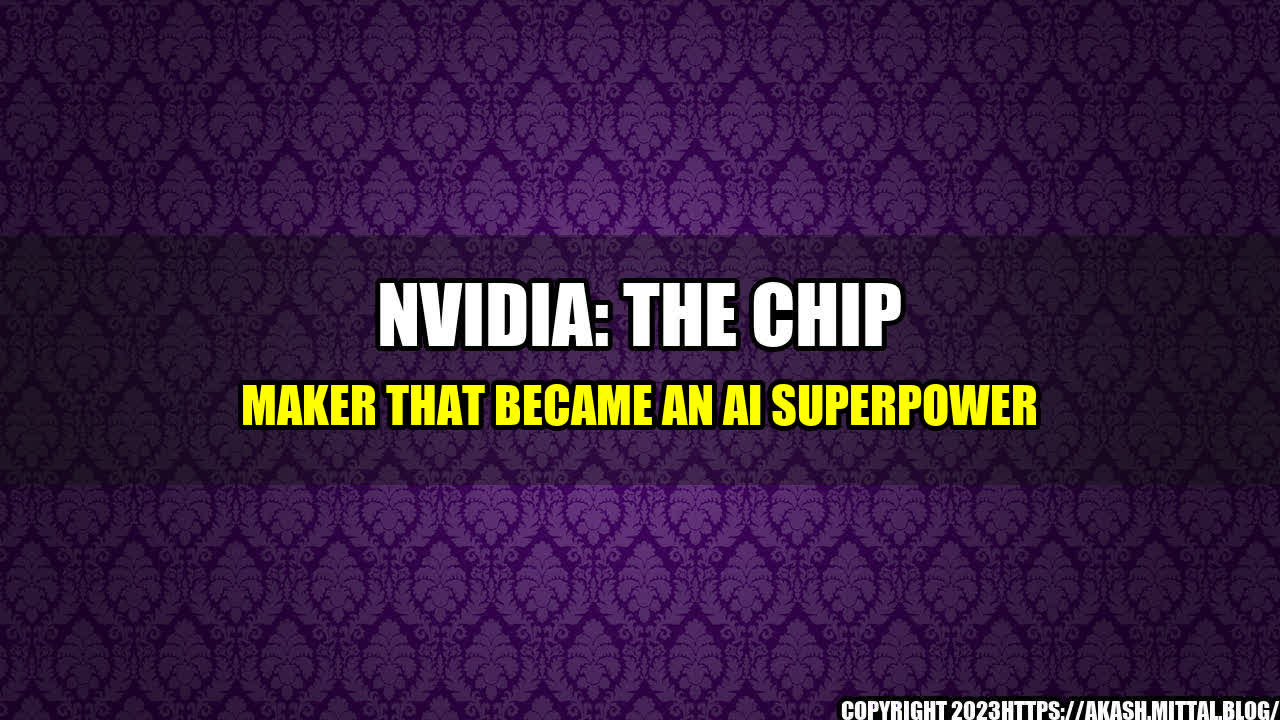 NVIDIA: THE CHIP
MAKER THAT BECAME AN AI SUPERPOWER
COPYRIGHT 2023HTTPS://AKASH.MITTAL.BLOG/